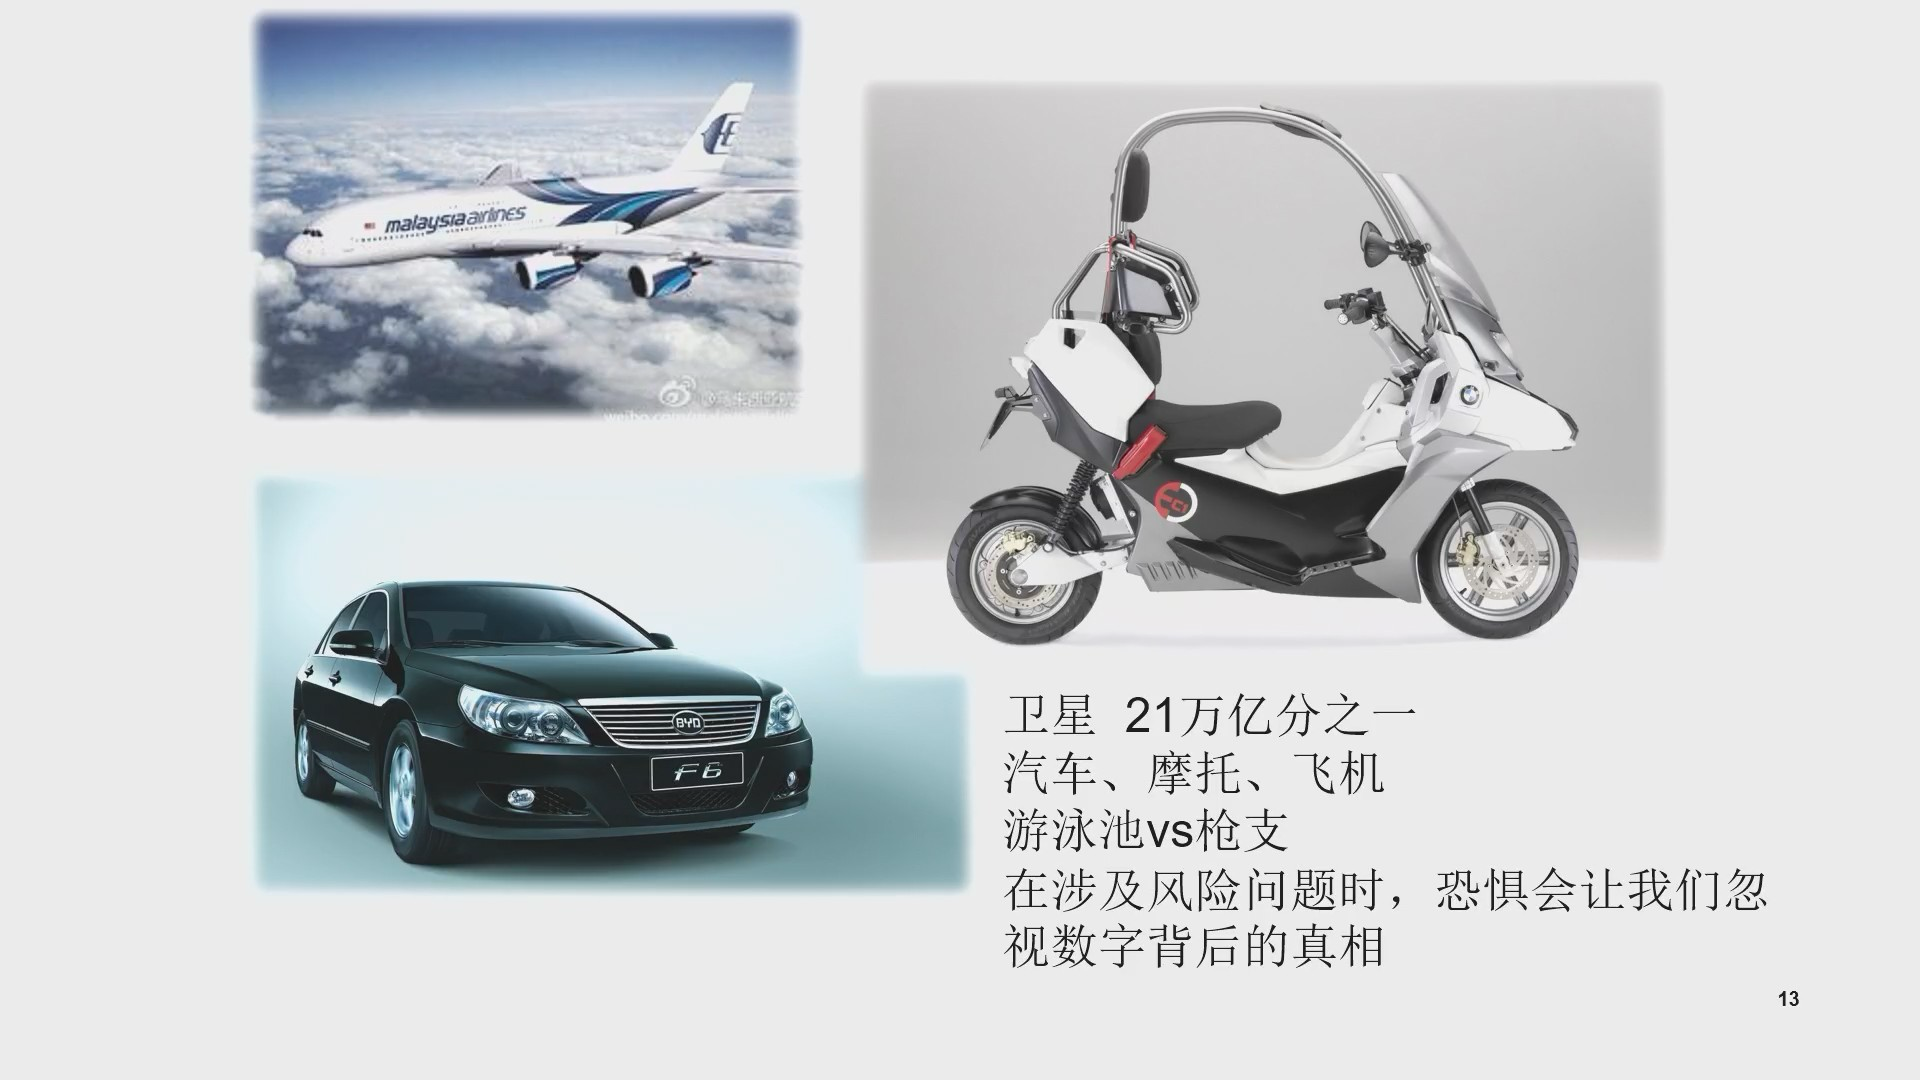 malaysia airlines
BYD
F6
C1
卫星 21万亿分之一
汽车、摩托、飞机
游泳池vs枪支
在涉及风险问题时，恐惧会让我们忽
视数字背后的真相
13